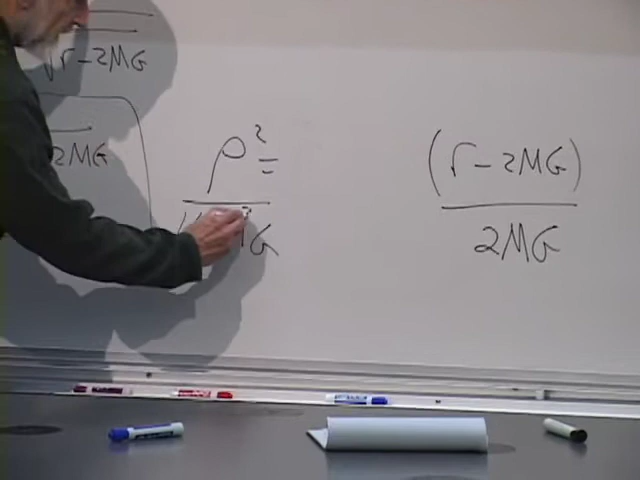 √r-2MG
2MG
ρ² =
G
(r-2MG)
2MG